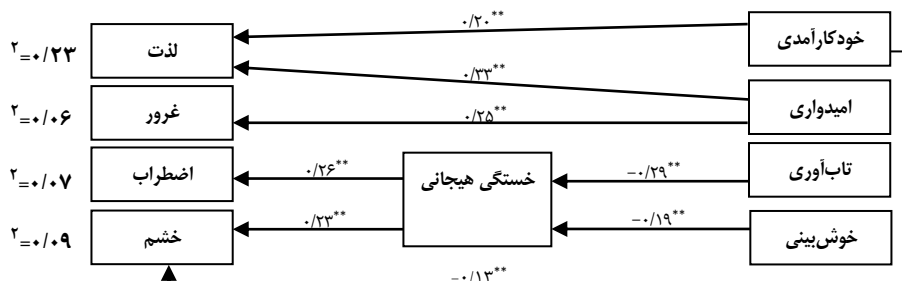 خودکارآمدی
۰/۲۰**
لذت
۲=۰/۲۳
۰/۳۳**
امیدواری
۰/۲۵**
غرور
۲=۰/۰۶
تاب‌آوری
-۰/۲۹**
خستگی هیجانی
۰/۲۶**
اضطراب
۲=۰/۰۷
خوش‌بینی
-۰/۱۹**
۰/۲۳**
خشم
۲=۰/۰۹
-۰/۱۳**